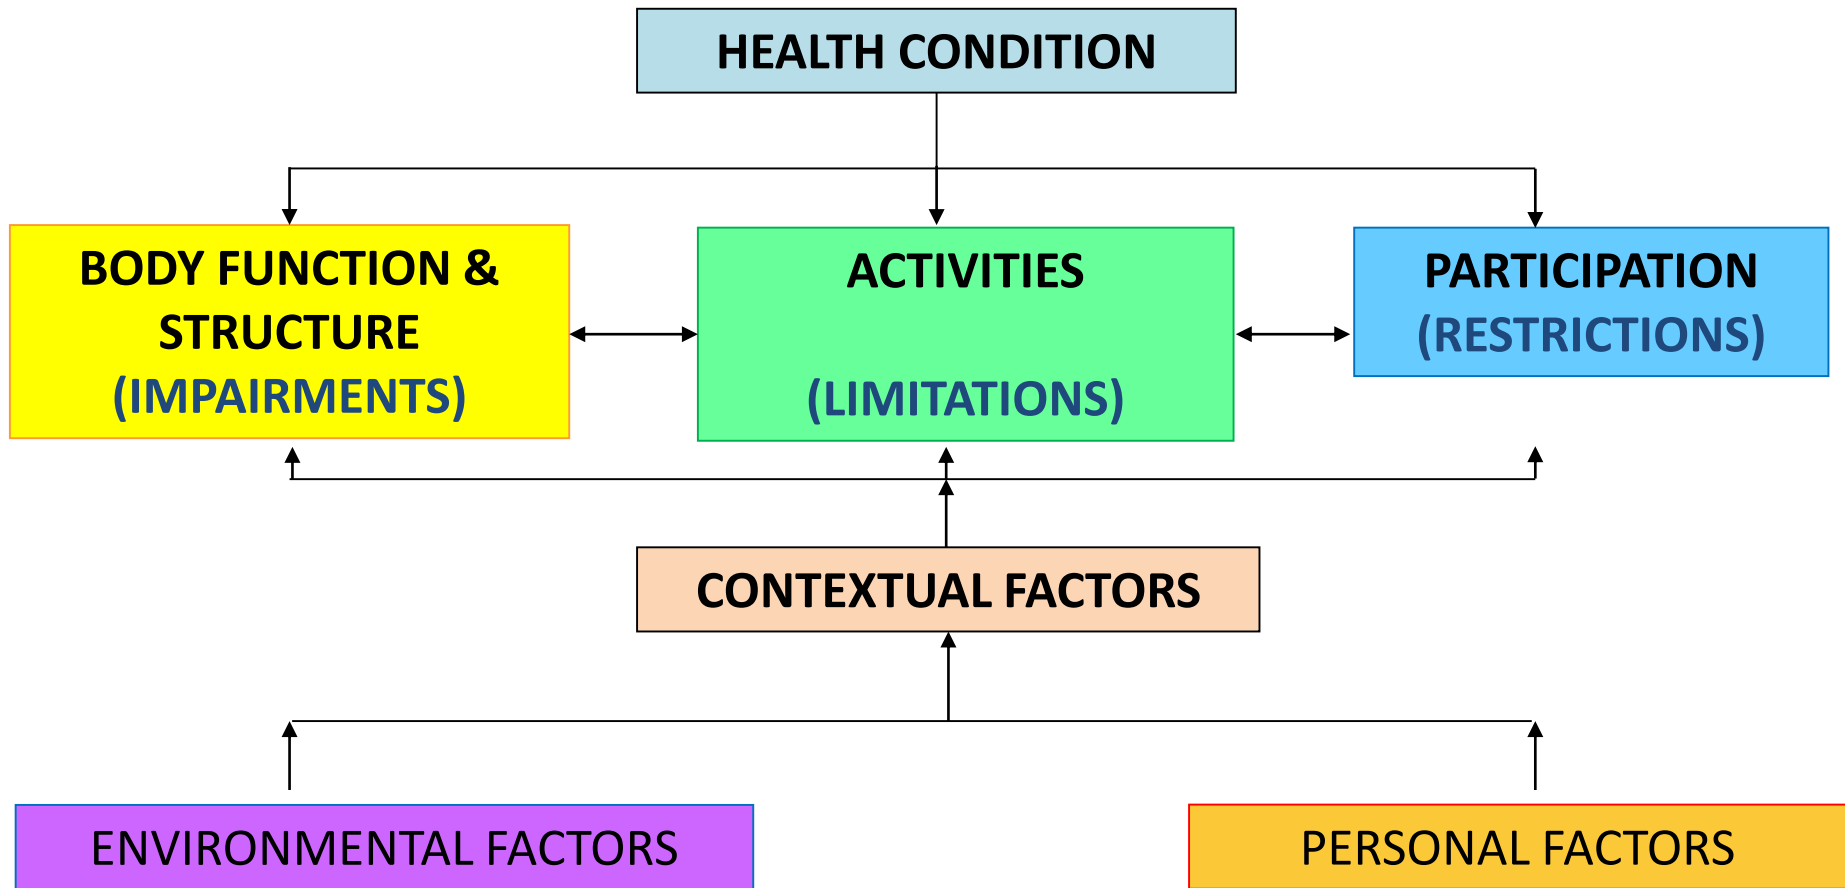 HEALTH CONDITION
BODY FUNCTION &
STRUCTURE
(IMPAIRMENTS)
ACTIVITIES
(LIMITATIONS)
PARTICIPATION
(RESTRICTIONS)
CONTEXTUAL FACTORS
ENVIRONMENTAL FACTORS
PERSONAL FACTORS